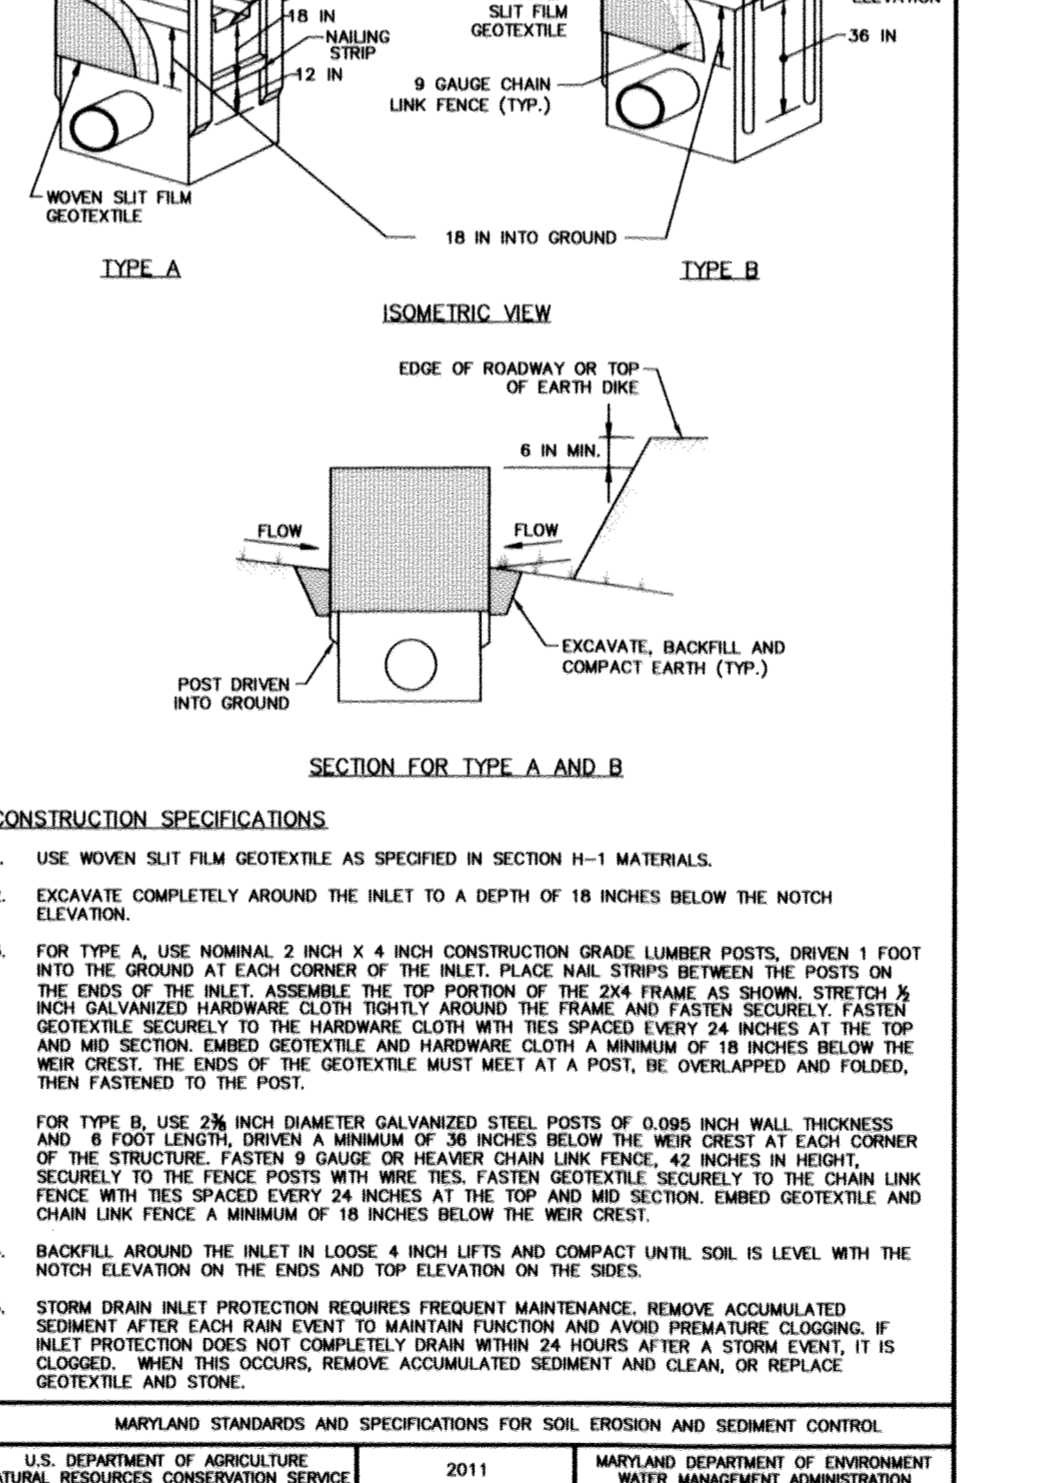 18 IN
NAILING
STRIP
12 IN
SLIT FILM
GEOTEXTILE
36 IN
9 GAUGE CHAIN
LINK FENCE (TYP.)
WOVEN SLIT FILM
GEOTEXTILE
18 IN INTO GROUND
TYPE A
TYPE B
ISOMETRIC VIEW
EDGE OF ROADWAY OR TOP
OF EARTH DIKE
6 IN MIN.
FLOW
FLOW
EXCAVATE, BACKFILL AND
COMPACT EARTH (TYP.)
POST DRIVEN
INTO GROUND
SECTION FOR TYPE A AND B
CONSTRUCTION SPECIFICATIONS
USE WOVEN SLIT FILM GEOTEXTILE AS SPECIFIED IN SECTION H-1 MATERIALS.
EXCAVATE COMPLETELY AROUND THE INLET TO A DEPTH OF 18 INCHES BELOW THE NOTCH
ELEVATION.
FOR TYPE A, USE NOMINAL 2 INCH X 4 INCH CONSTRUCTION GRADE LUMBER POSTS, DRIVEN 1 FOOT
INTO THE GROUND AT EACH CORNER OF THE INLET. PLACE NAIL STRIPS BETWEEN THE POSTS ON
THE ENDS OF THE INLET. ASSEMBLE THE TOP PORTION OF THE 2X4 FRAME AS SHOWN. STRETCH ½
INCH GALVANIZED HARDWARE CLOTH TIGHTLY AROUND THE FRAME AND FASTEN SECURELY. FASTEN
GEOTEXTILE SECURELY TO THE HARDWARE CLOTH WITH TIES SPACED EVERY 24 INCHES AT THE TOP
AND MID SECTION. EMBED GEOTEXTILE AND HARDWARE CLOTH A MINIMUM OF 18 INCHES BELOW THE
WEIR CREST. THE ENDS OF THE GEOTEXTILE MUST MEET AT A POST, BE OVERLAPPED AND FOLDED,
THEN FASTENED TO THE POST.
FOR TYPE B, USE 2⅜ INCH DIAMETER GALVANIZED STEEL POSTS OF 0.095 INCH WALL THICKNESS
AND 6 FOOT LENGTH, DRIVEN A MINIMUM OF 36 INCHES BELOW THE WEIR CREST AT EACH CORNER
OF THE STRUCTURE. FASTEN 9 GAUGE OR HEAVIER CHAIN LINK FENCE, 42 INCHES IN HEIGHT,
SECURELY TO THE FENCE POSTS WITH WIRE TIES. FASTEN GEOTEXTILE SECURELY TO THE CHAIN LINK
FENCE WITH TIES SPACED EVERY 24 INCHES AT THE TOP AND MID SECTION. EMBED GEOTEXTILE AND
CHAIN LINK FENCE A MINIMUM OF 18 INCHES BELOW THE WEIR CREST.
BACKFILL AROUND THE INLET IN LOOSE 4 INCH LIFTS AND COMPACT UNTIL SOIL IS LEVEL WITH THE
NOTCH ELEVATION ON THE ENDS AND TOP ELEVATION ON THE SIDES.
STORM DRAIN INLET PROTECTION REQUIRES FREQUENT MAINTENANCE. REMOVE ACCUMULATED
SEDIMENT AFTER EACH RAIN EVENT TO MAINTAIN FUNCTION AND AVOID PREMATURE CLOGGING. IF
INLET PROTECTION DOES NOT COMPLETELY DRAIN WITHIN 24 HOURS AFTER A STORM EVENT, IT IS
CLOGGED. WHEN THIS OCCURS, REMOVE ACCUMULATED SEDIMENT AND CLEAN, OR REPLACE
GEOTEXTILE AND STONE.
MARYLAND STANDARDS AND SPECIFICATIONS FOR SOIL EROSION AND SEDIMENT CONTROL
U.S. DEPARTMENT OF AGRICULTURE
NATURAL RESOURCES CONSERVATION SERVICE
2011
MARYLAND DEPARTMENT OF ENVIRONMENT
WATER MANAGEMENT ADMINISTRATION